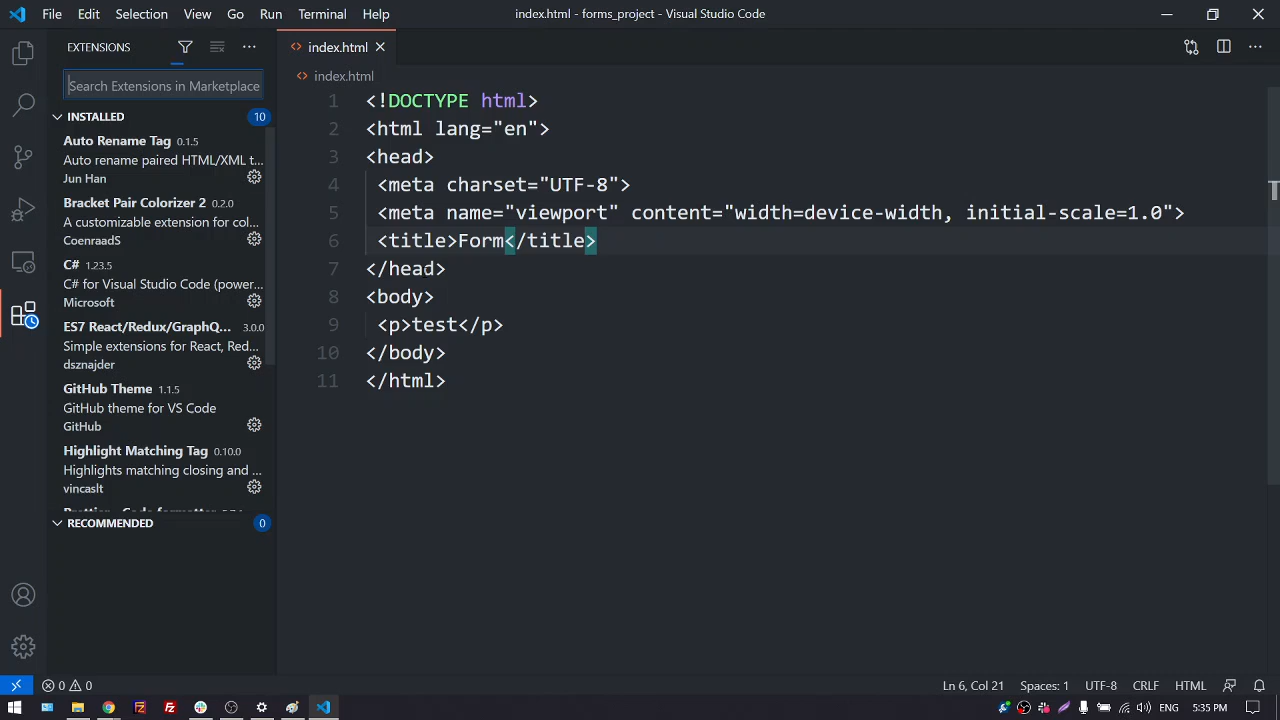 File Edit Selection View Go Run Terminal Help
index.html - forms_project - Visual Studio Code
EXTENSIONS
Search Extensions in Marketplace
INSTALLED 10
Auto Rename Tag 0.1.5
Auto rename paired HTML/XML t...
Jun Han
Bracket Pair Colorizer 2 0.2.0
A customizable extension for col...
CoenraadS
C# 1.23.5
C# for Visual Studio Code (power...
Microsoft
ES7 React/Redux/GraphQ... 3.0.0
Simple extensions for React, Red...
dsznajder
GitHub Theme 1.1.5
GitHub theme for VS Code
GitHub
Highlight Matching Tag 0.10.0
Highlights matching closing and ...
vincaslt
RECOMMENDED 0
index.html
index.html
1 <!DOCTYPE html>
2 <html lang="en">
3 <head>
4 <meta charset="UTF-8">
5 <meta name="viewport" content="width=device-width, initial-scale=1.0">
6 <title>Form</title>
7 </head>
8 <body>
9 <p>test</p>
10 </body>
11 </html>
0 0
Ln 6, Col 21 Spaces: 1 UTF-8 CRLF HTML
ENG 5:35 PM